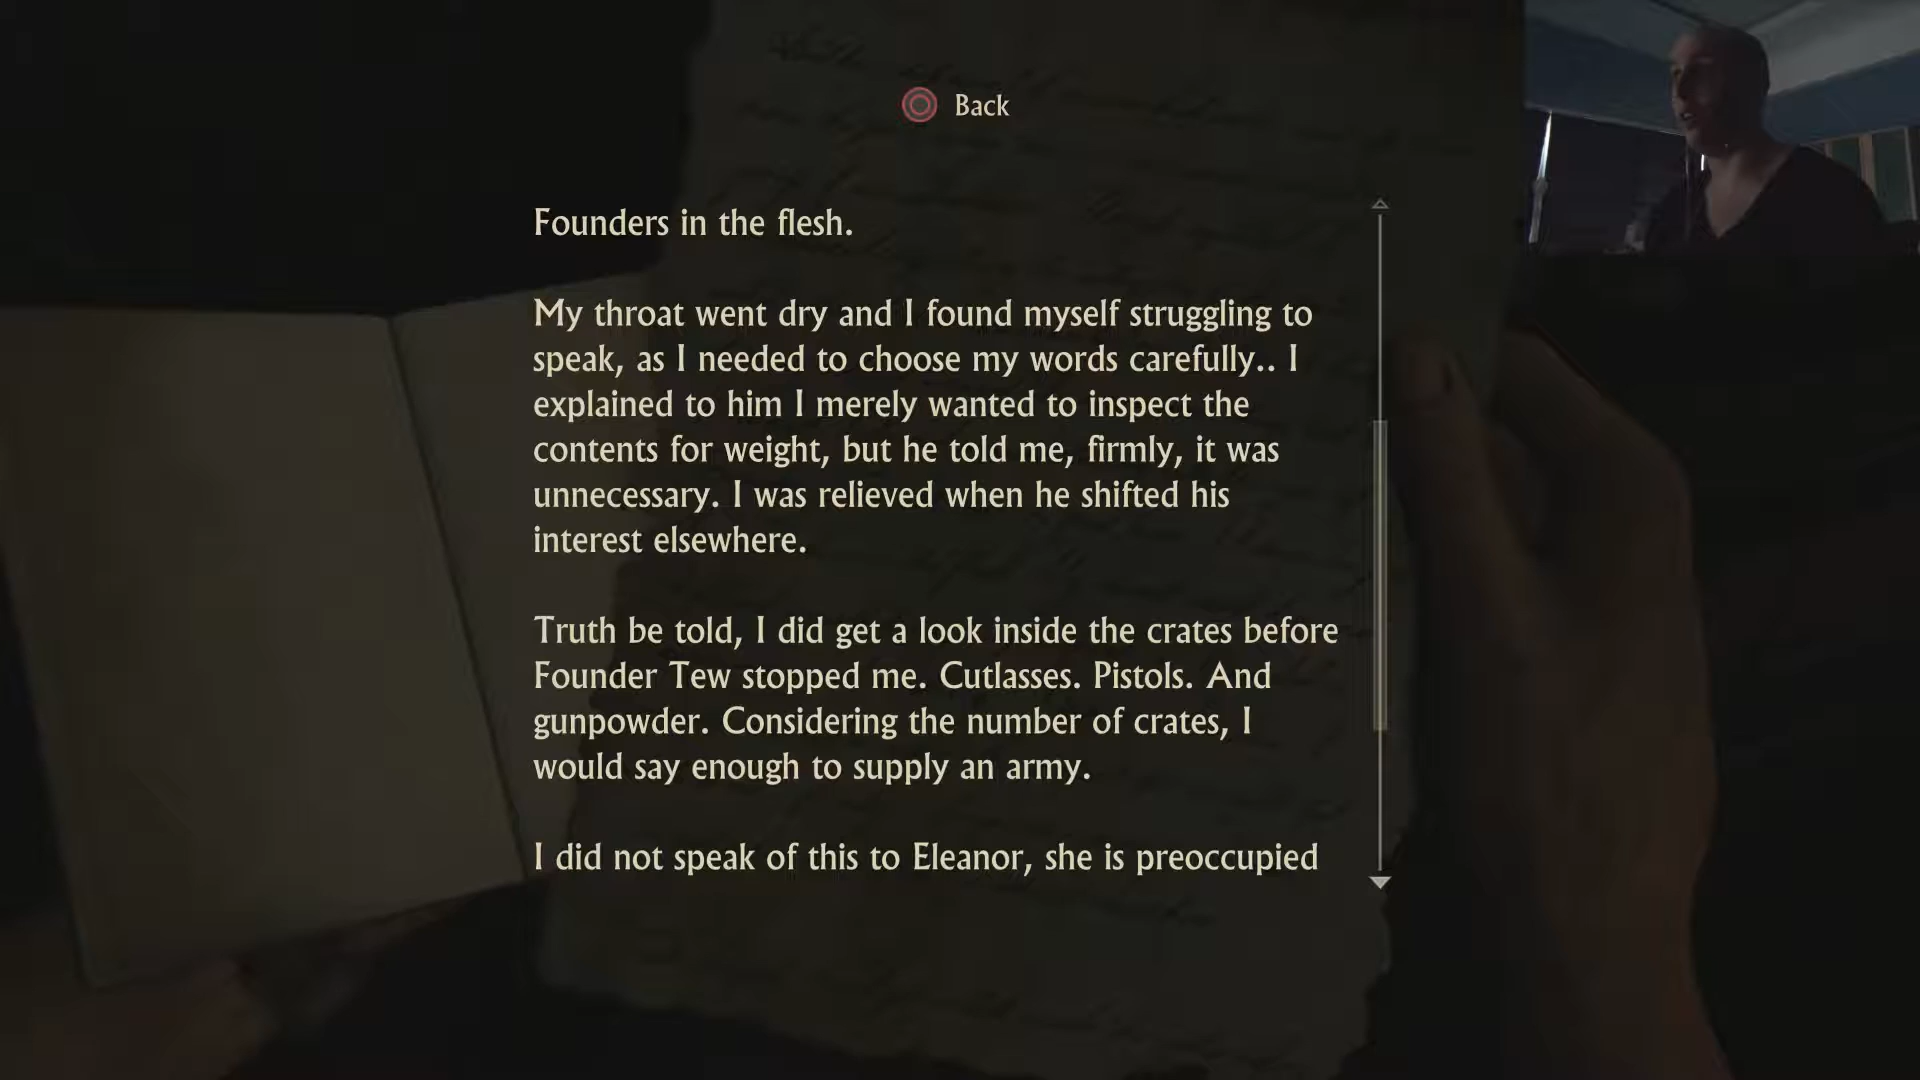 Back
Founders in the flesh.
My throat went dry and I found myself struggling to
speak, as I needed to choose my words carefully.. I
explained to him I merely wanted to inspect the
contents for weight, but he told me, firmly, it was
unnecessary. I was relieved when he shifted his
interest elsewhere.
Truth be told, I did get a look inside the crates before
Founder Tew stopped me. Cutlasses. Pistols. And
gunpowder. Considering the number of crates, I
would say enough to supply an army.
I did not speak of this to Eleanor, she is preoccupied